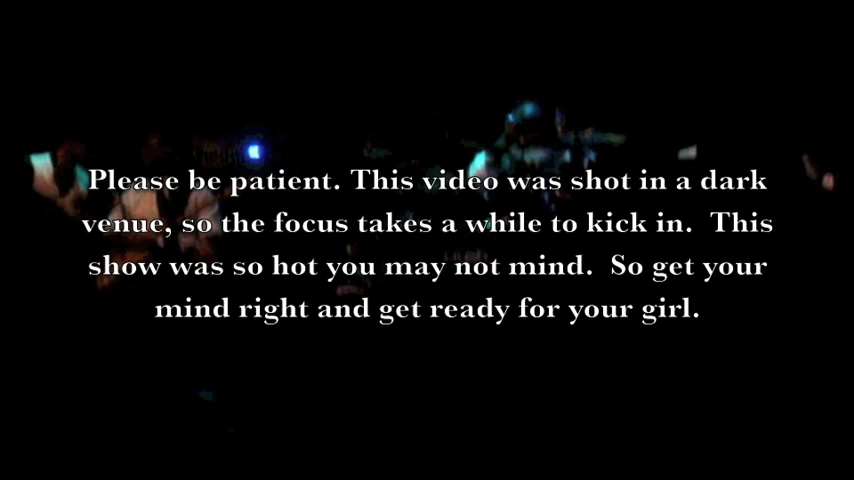 Please be patient. This video was shot in a dark
venue, so the focus takes a while to kick in.  This
show was so hot you may not mind.  So get your
mind right and get ready for your girl.